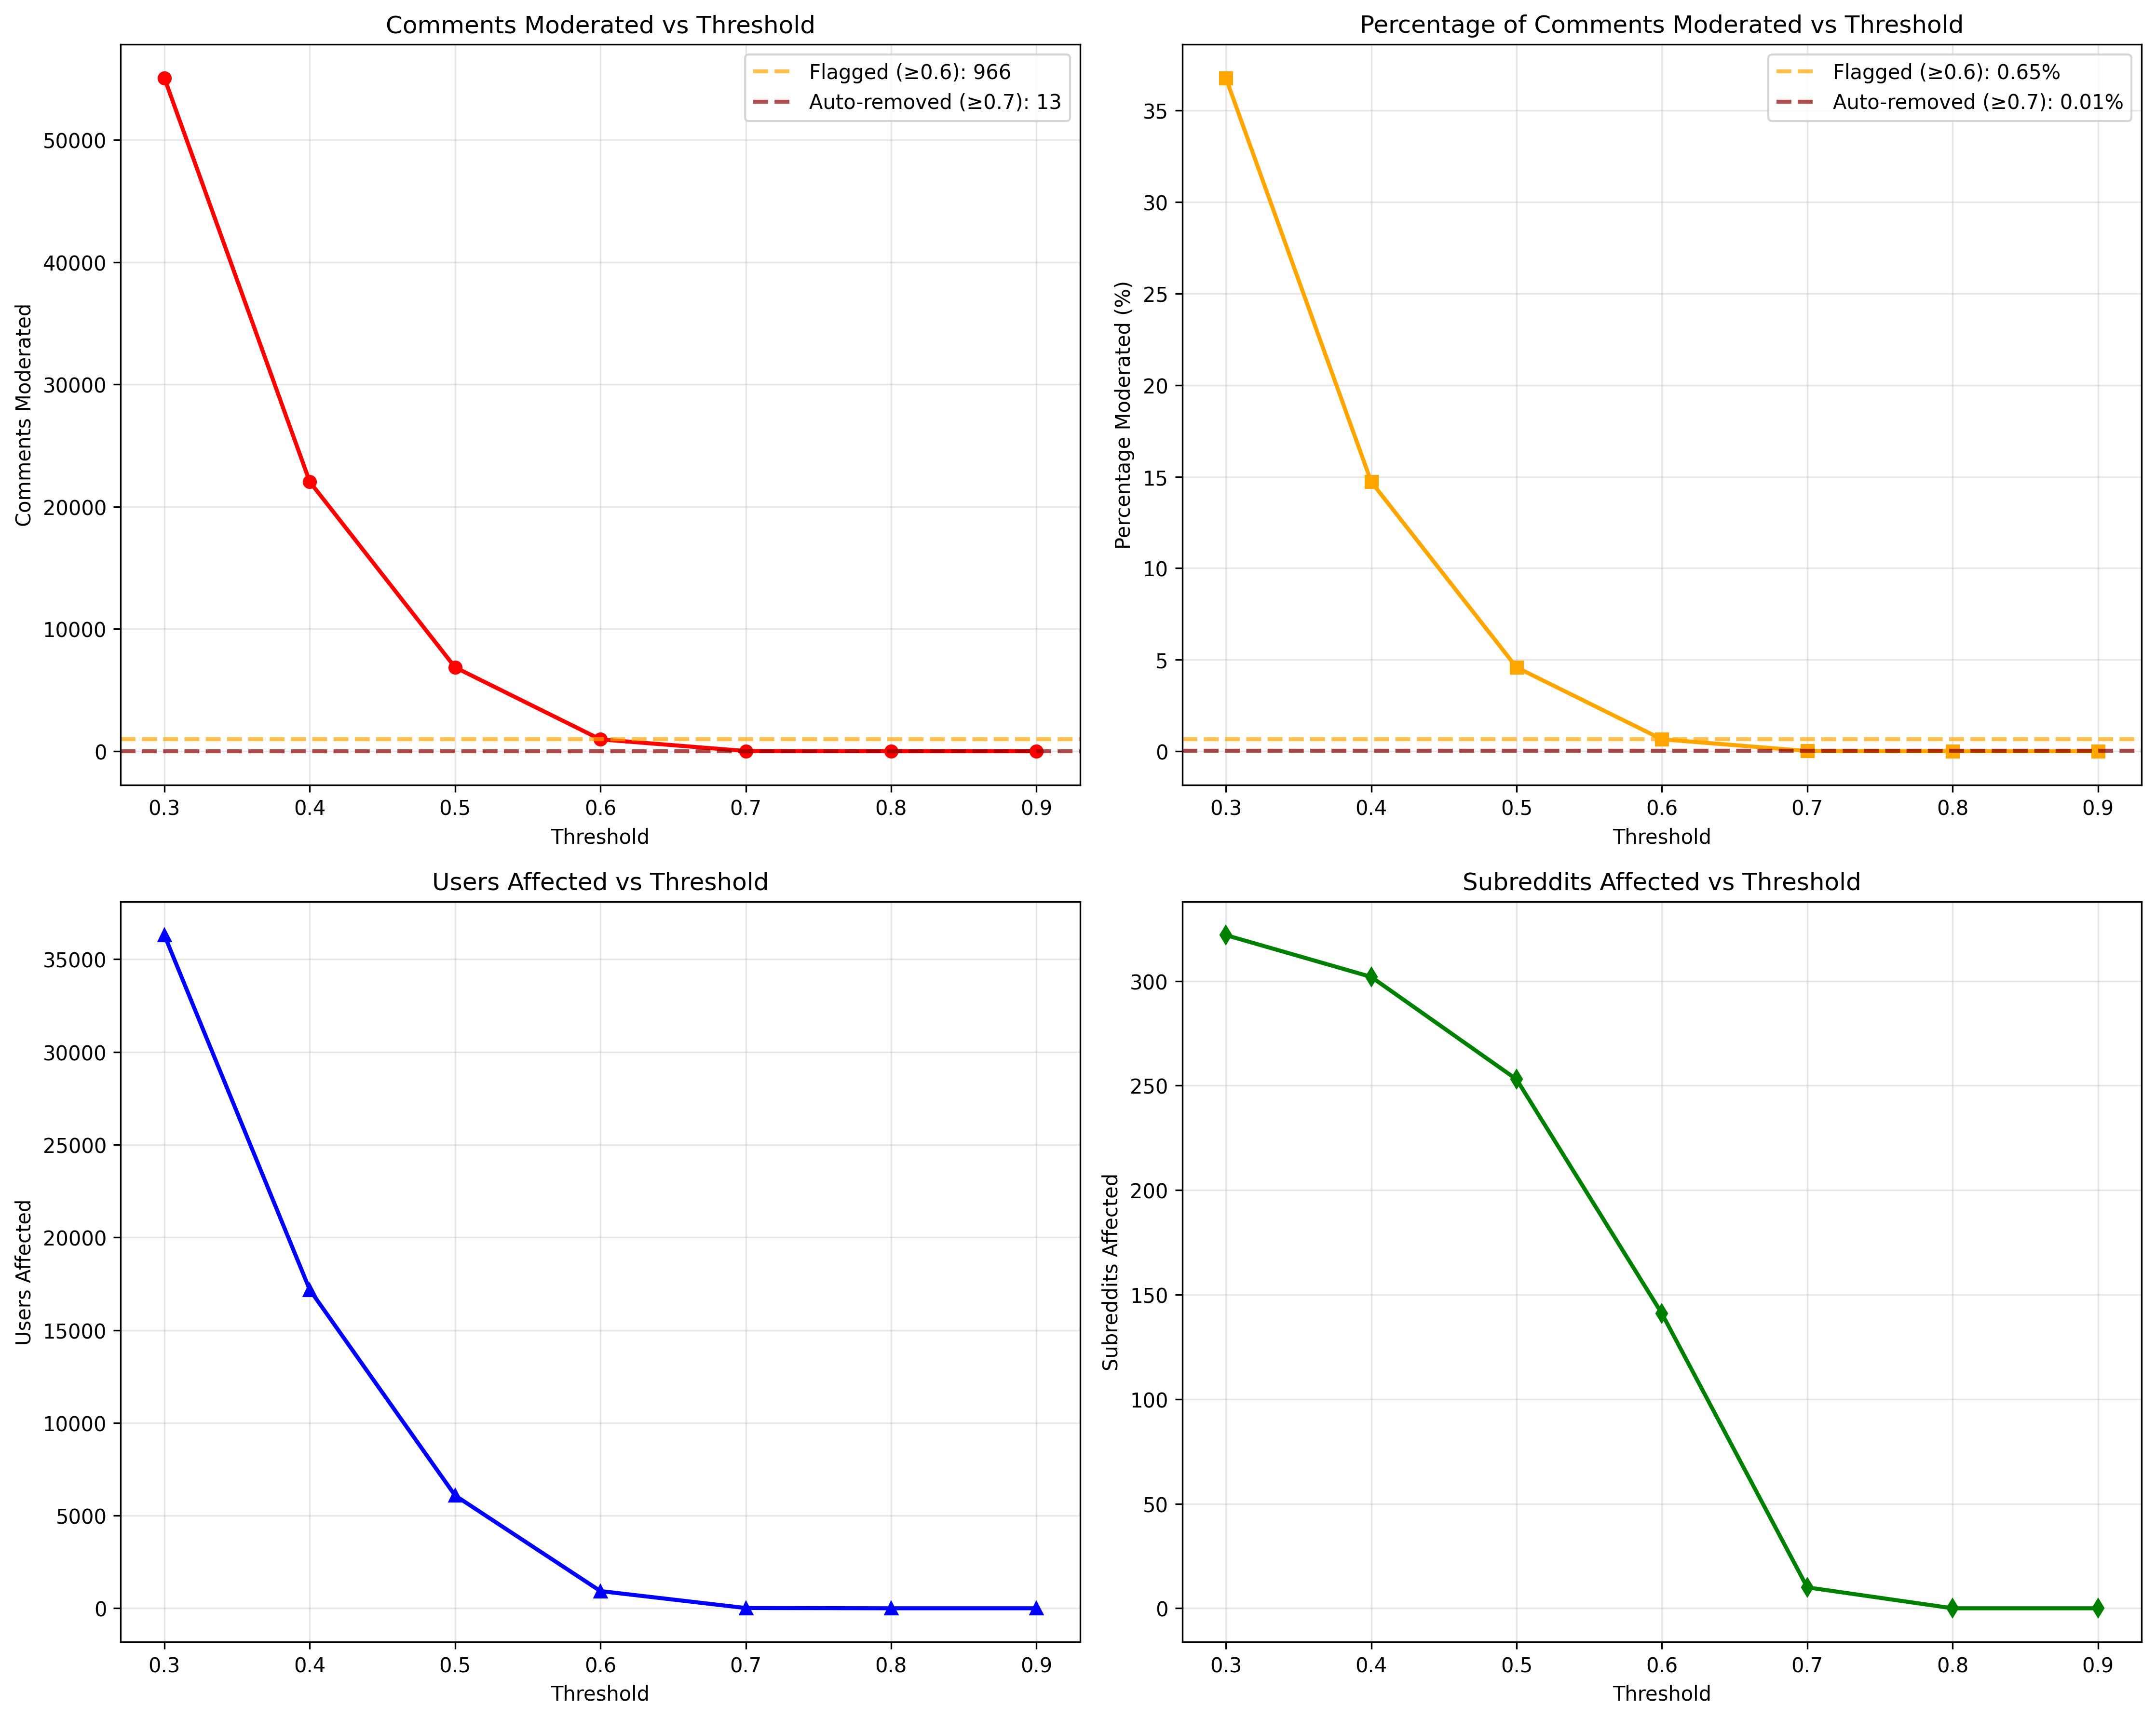 Comments Moderated vs Threshold
Flagged (≥0.6): 966
Auto-removed (≥0.7): 13
Comments Moderated
50000
40000
30000
20000
10000
0
0.3 0.4 0.5 0.6 0.7 0.8 0.9
Threshold
Percentage of Comments Moderated vs Threshold
Flagged (≥0.6): 0.65%
Auto-removed (≥0.7): 0.01%
Percentage Moderated (%)
35
30
25
20
15
10
5
0
0.3 0.4 0.5 0.6 0.7 0.8 0.9
Threshold
Users Affected vs Threshold
Users Affected
35000
30000
25000
20000
15000
10000
5000
0
0.3 0.4 0.5 0.6 0.7 0.8 0.9
Threshold
Subreddits Affected vs Threshold
Subreddits Affected
300
250
200
150
100
50
0
0.3 0.4 0.5 0.6 0.7 0.8 0.9
Threshold